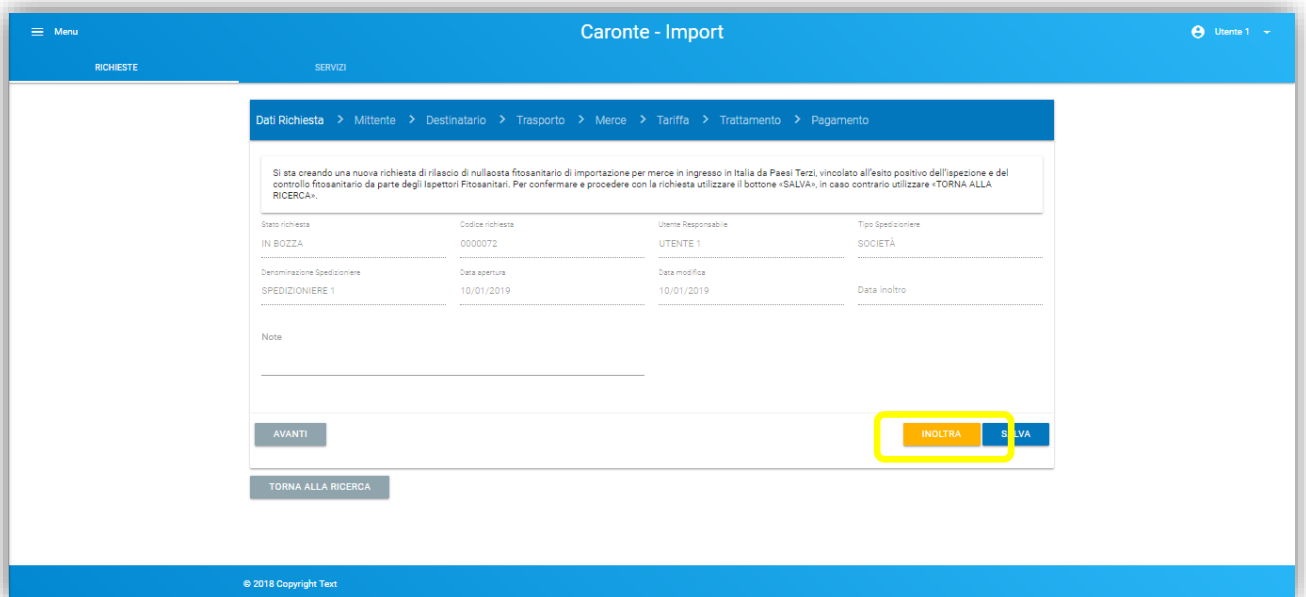 Menu
Caronte - Import
Utente 1
RICHIESTE
SERVIZI
Dati Richiesta > Mittente > Destinatario > Trasporto > Merce > Tariffa > Trattamento > Pagamento
Si sta creando una nuova richiesta di rilascio di nullaosta fitosanitario di importazione per merce in ingresso in Italia da Paesi Terzi, vincolato all'esito positivo dell'ispezione e del
controllo fitosanitario da parte degli Ispettori Fitosanitari. Per confermare e procedere con la richiesta utilizzare il bottone «SALVA», in caso contrario utilizzare «TORNA ALLA
RICERCA».
Stato richiesta Codice richiesta Utente Responsabile Tipo Spedizioniere
IN BOZZA 0000072 UTENTE 1 SOCIETÀ
Denominazione Spedizioniere Data apertura Data modifica
SPEDIZIONIERE 1 10/01/2019 10/01/2019 Data inoltro
Note
AVANTI INOLTRA SALVA
TORNA ALLA RICERCA
© 2018 Copyright Text